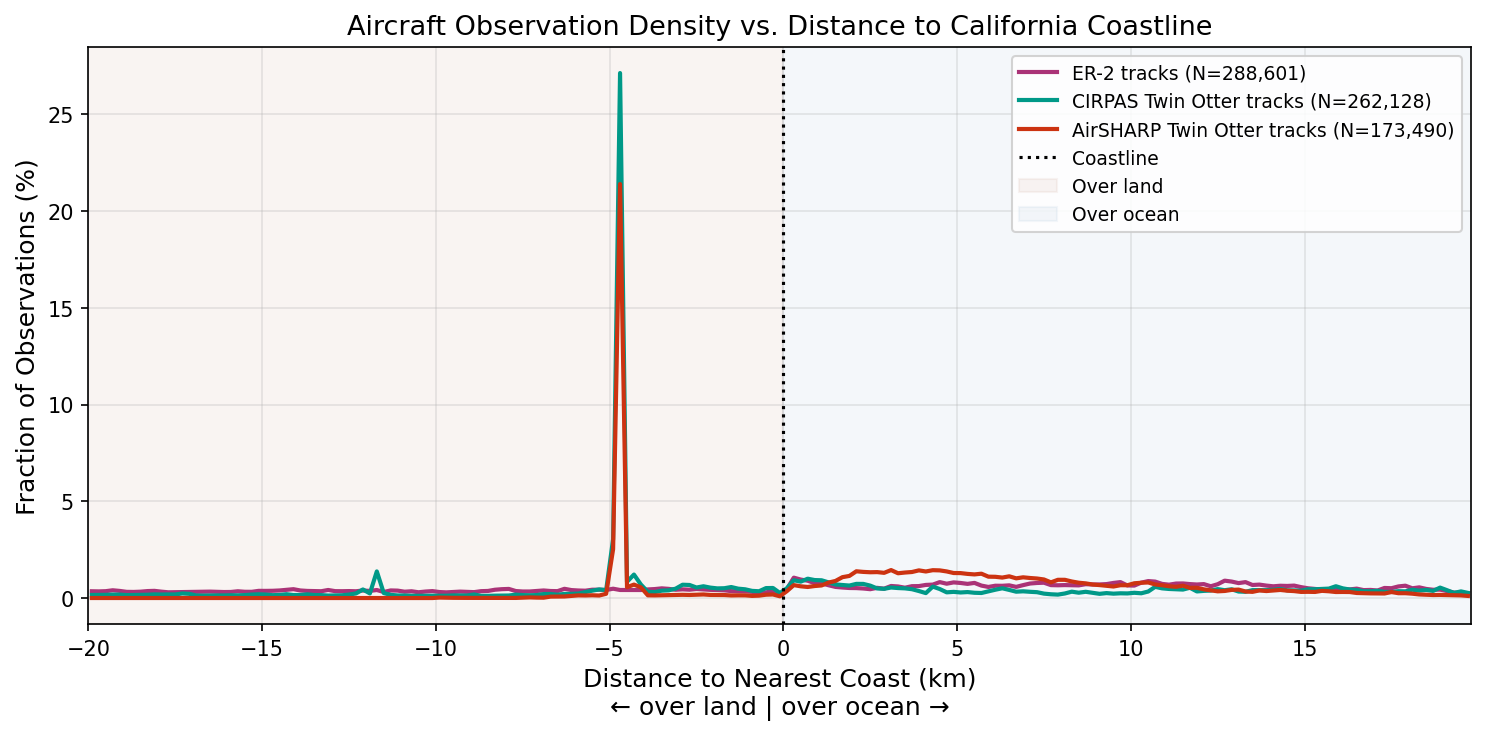 Aircraft Observation Density vs. Distance to California Coastline
Fraction of Observations (%)
25
20
15
10
5
0
ER-2 tracks (N=288,601)
CIRPAS Twin Otter tracks (N=262,128)
AirSHARP Twin Otter tracks (N=173,490)
Coastline
Over land
Over ocean
−20 −15 −10 −5 0 5 10 15
Distance to Nearest Coast (km)
← over land | over ocean →